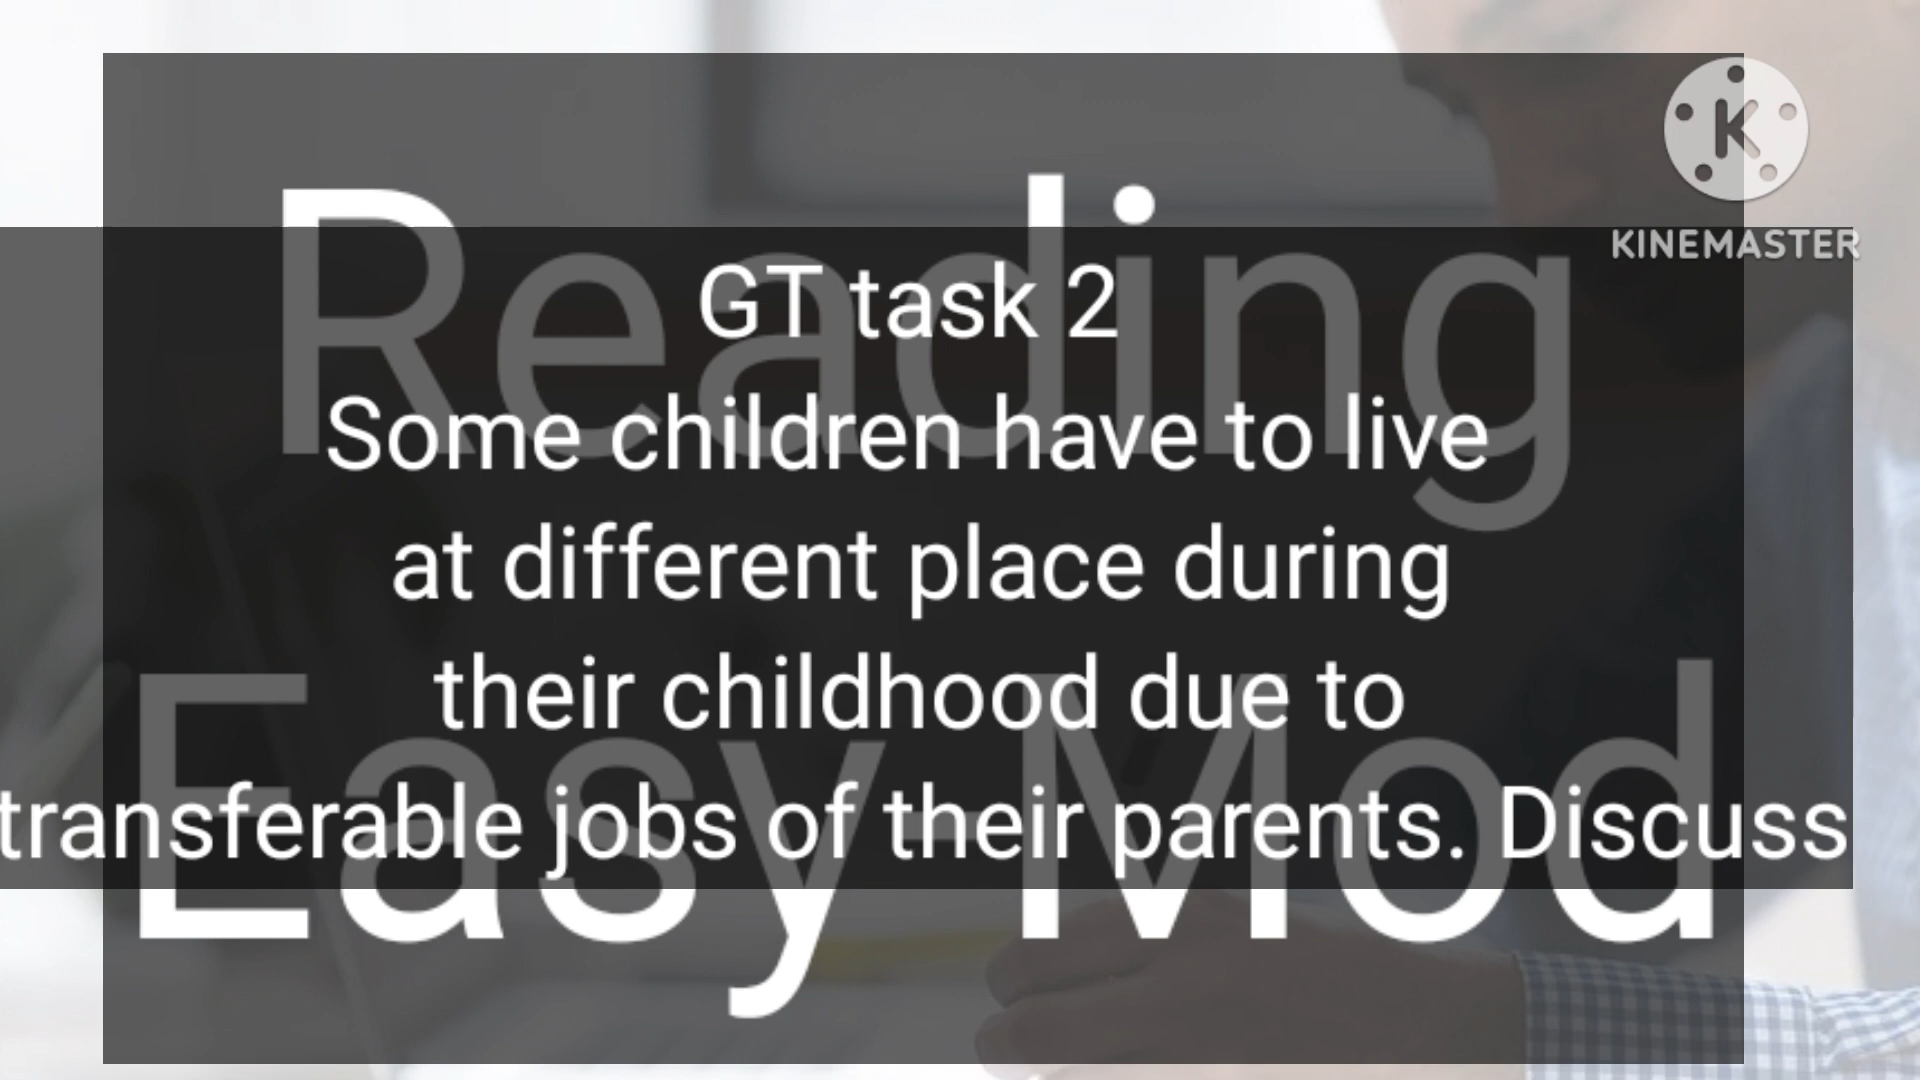 K
KINEMASTER
Reading
Easy-Mod
GT task 2
Some children have to live
at different place during
their childhood due to
transferable jobs of their parents. Discuss